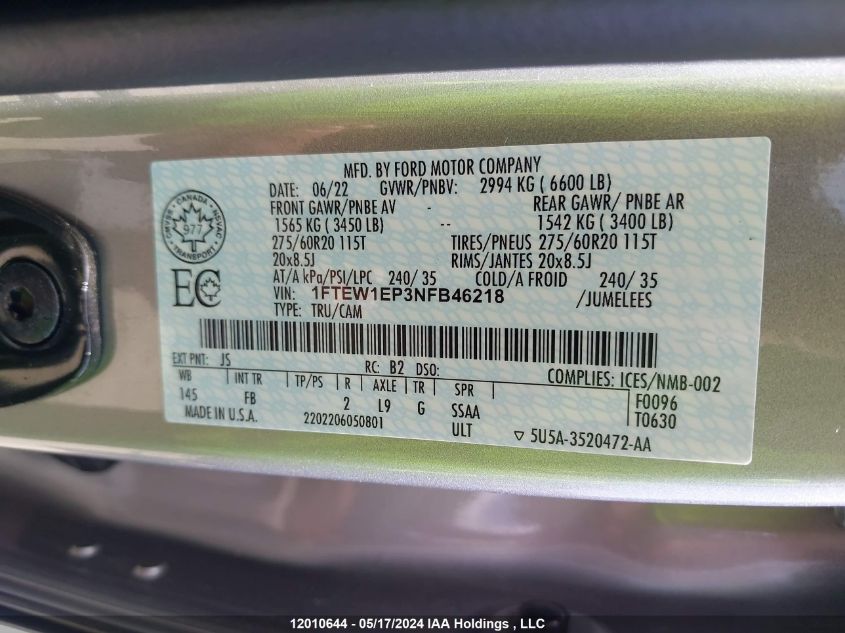 MFD. BY FORD MOTOR COMPANY
DATE: 06/22 GVWR/PNBV: 2994 KG ( 6600 LB)
FRONT GAWR/PNBE AV - REAR GAWR/ PNBE AR
1565 KG ( 3450 LB) -- 1542 KG ( 3400 LB)
275/60R20 115T TIRES/PNEUS 275/60R20 115T
20x8.5J RIMS/JANTES 20x8.5J
AT/A kPa/PSI/LPC 240/ 35 COLD/A FROID 240/ 35
VIN: 1FTEW1EP3NFB46218 /JUMELEES
TYPE: TRU/CAM
CANADA
977
TRANSPORT
EC
EXT PNT: JS RC: B2 DSO: COMPLIES: ICES/NMB-002
WB INT TR TP/PS R AXLE TR SPR F0096
145 FB 2 L9 G SSAA T0630
MADE IN U.S.A. 2202206050801 ULT 5U5A-3520472-AA
12010644 - 05/17/2024 IAA Holdings , LLC